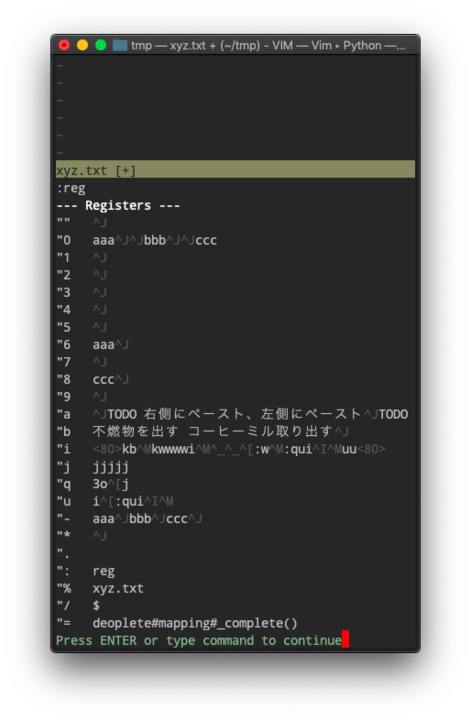 tmp — xyz.txt + (~/tmp) - VIM — Vim ▸ Python —...
~
~
~
~
~
xyz.txt [+]
:reg
--- Registers ---
""   ^J
"0   aaa^J^Jbbb^J^Jccc
"1   ^J
"2   ^J
"3   ^J
"4   ^J
"5   ^J
"6   aaa^J
"7   ^J
"8   ccc^J
"9   ^J
"a   ^JTODO 右側にペースト、左側にペースト^JTODO
"b   不燃物を出す コーヒーミル取り出す^J
"i   <80>kb^Mkwwwwi^M^_^_^[:w^M:qui^I^Muu<80>
"j   jjjjj
"q   3o^[j
"u   i^[:qui^I^M
"-   aaa^Jbbb^Jccc^J
"*   ^J
".
":   reg
"%   xyz.txt
"/   $
"=   deoplete#mapping#_complete()
Press ENTER or type command to continue